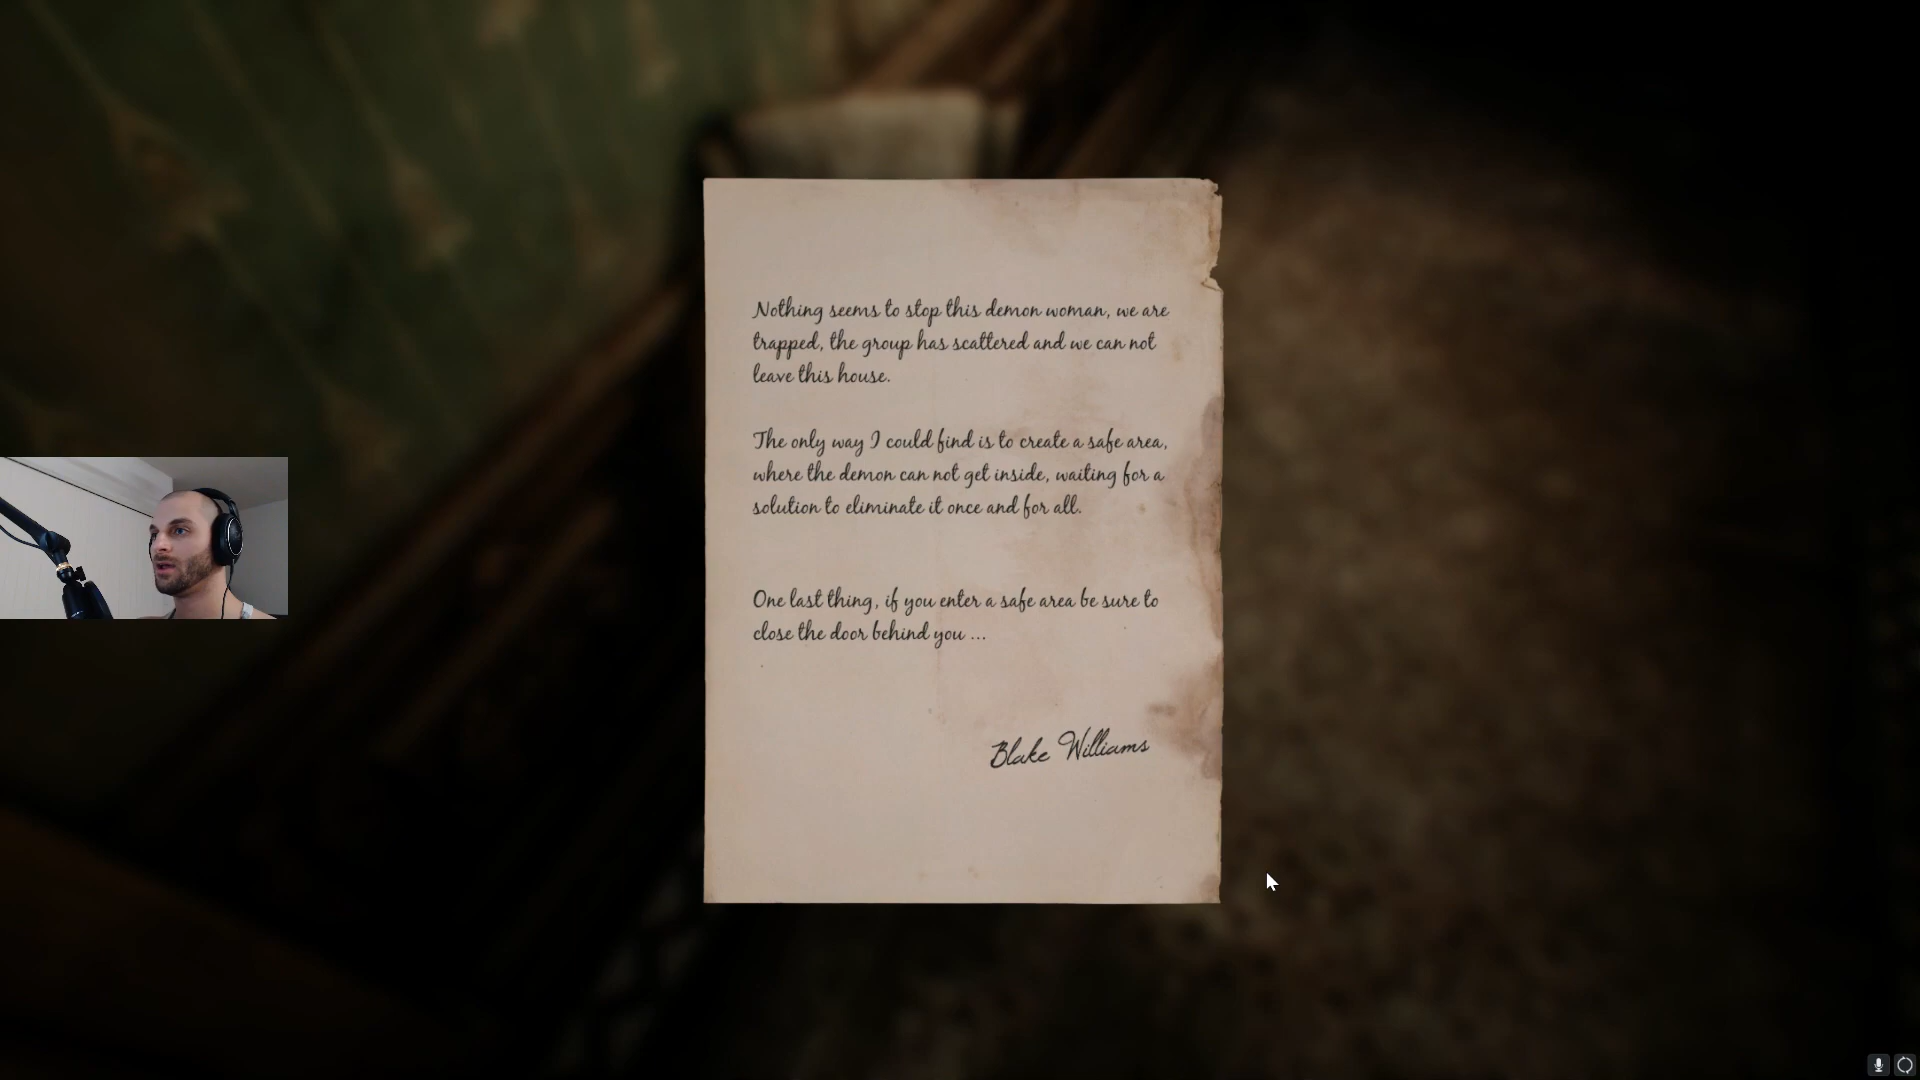 Nothing seems to stop this demon woman, we are
trapped, the group has scattered and we can not
leave this house.
The only way I could find is to create a safe area,
where the demon can not get inside, waiting for a
solution to eliminate it once and for all.
One last thing, if you enter a safe area be sure to
close the door behind you ...
Blake Williams